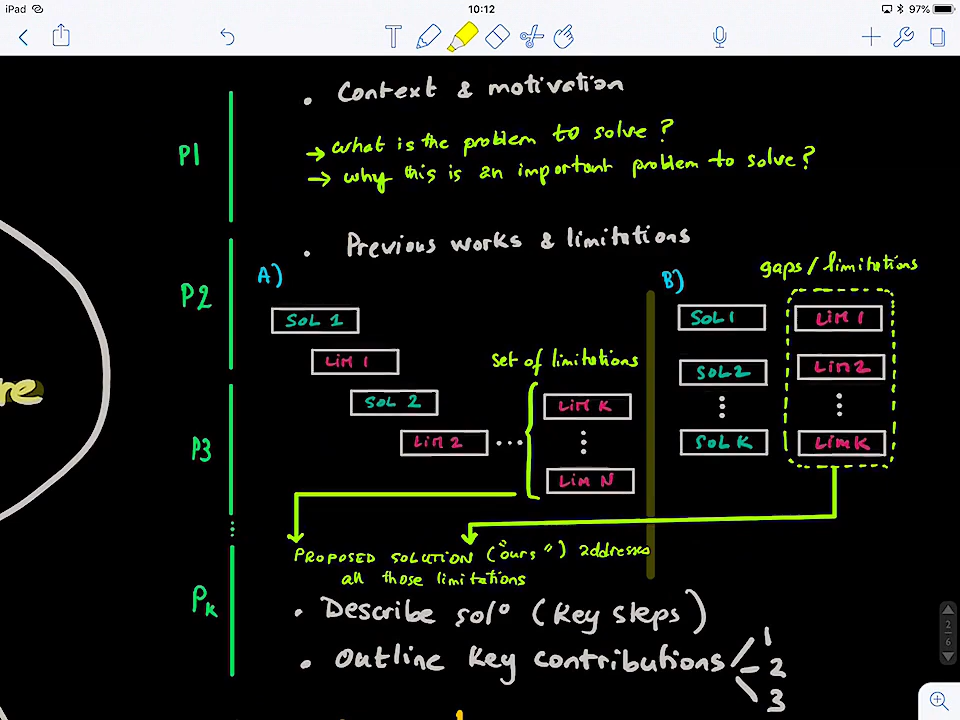 iPad 10:12 97%
T
• Context & motivation
P1
→ what is the problem to solve ?
→ why this is an important problem to solve ?
• Previous works & limitations
P2
A)
SOL 1
LIM 1
SOL 2
LIM 2 ...
set of limitations
LIM K
⋮
LIM N
B)
gaps / limitations
SOL 1 LIM 1
SOL 2 LIM 2
⋮ ⋮
SOL K LIM K
P3
⋮
PROPOSED SOLUTION ("ours") addresses
all those limitations
Pk
• Describe sol° (key steps)
• Outline key contributions
1
2
3
2
6